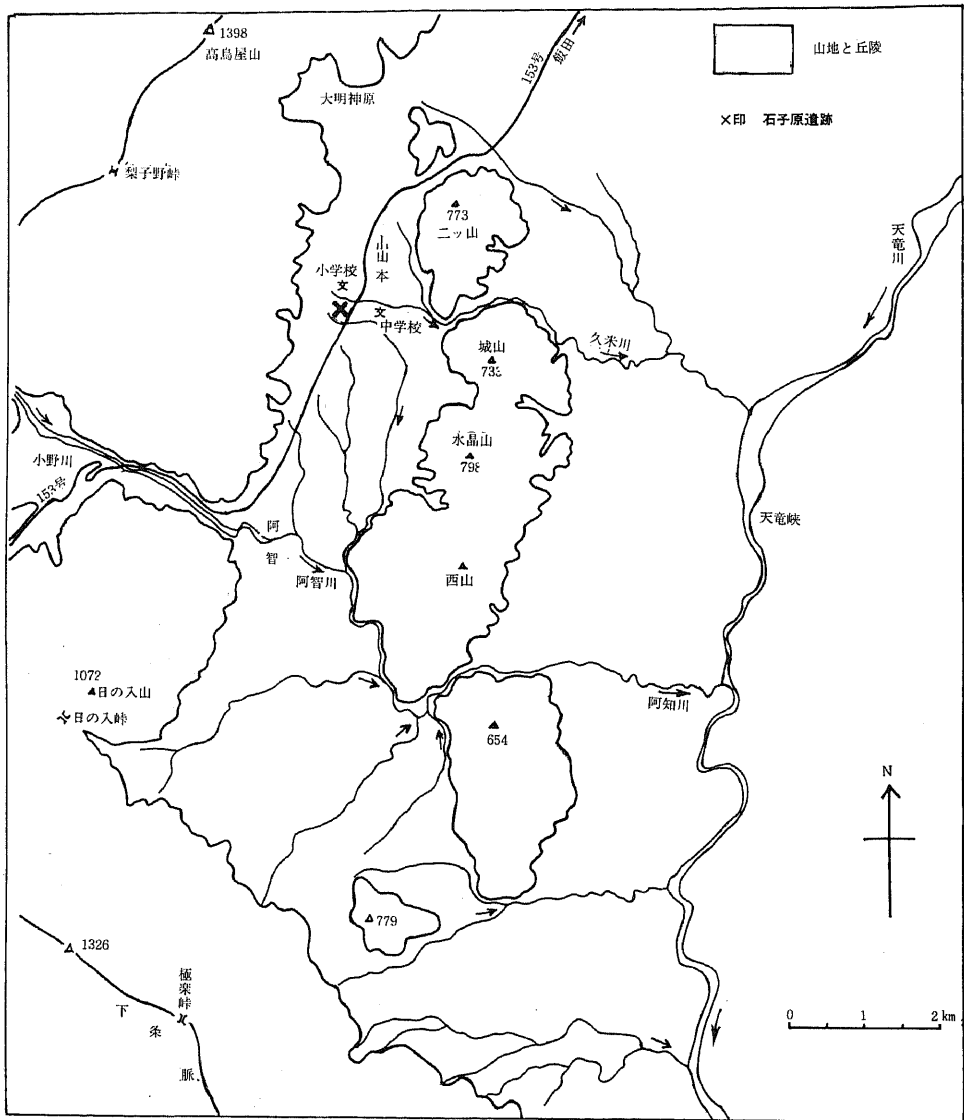 1398
高鳥屋山
大明神原
153号
飯田
山地と丘陵
×印 石子原遺跡
梨子野峠
773
二ッ山
天竜川
小学校
文
山本
文
中学校
城山
久米川
水晶山
798
小野川
153号
天竜峡
阿智
阿智川
西山
1072
日の入山
日の入峠
阿知川
654
N
779
1326
極楽峠
下条
脈
0 1 2 km